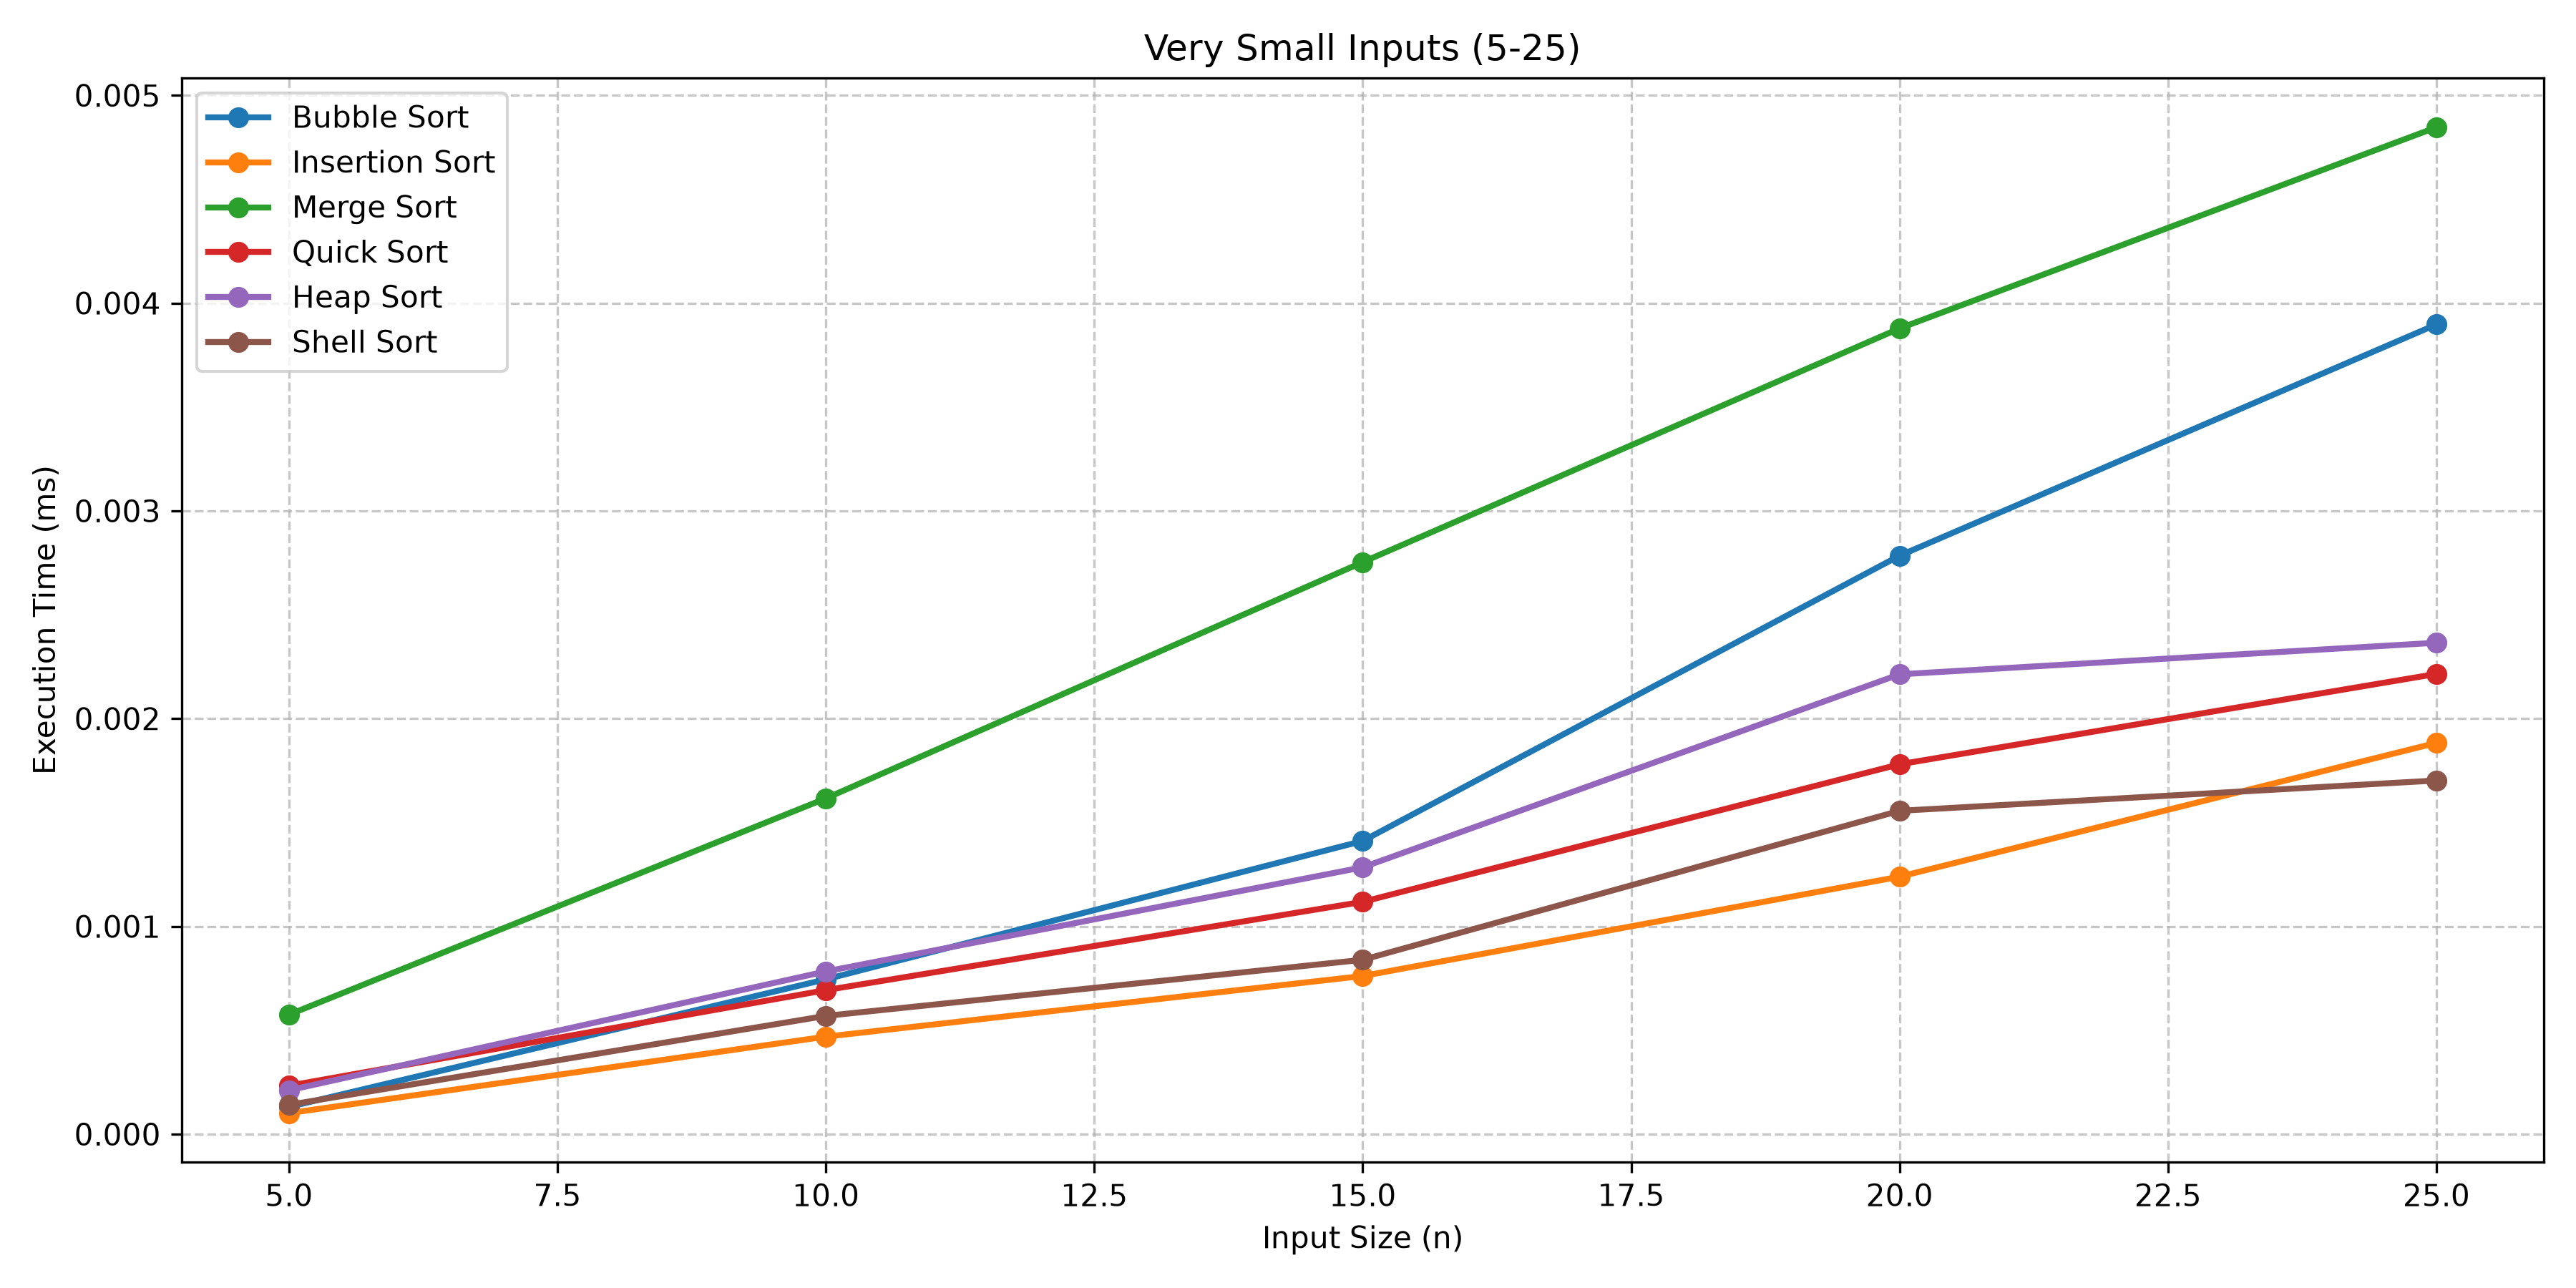 Very Small Inputs (5-25)
0.005
0.004
0.003
0.002
0.001
0.000
Execution Time (ms)
Bubble Sort
Insertion Sort
Merge Sort
Quick Sort
Heap Sort
Shell Sort
5.0 7.5 10.0 12.5 15.0 17.5 20.0 22.5 25.0
Input Size (n)